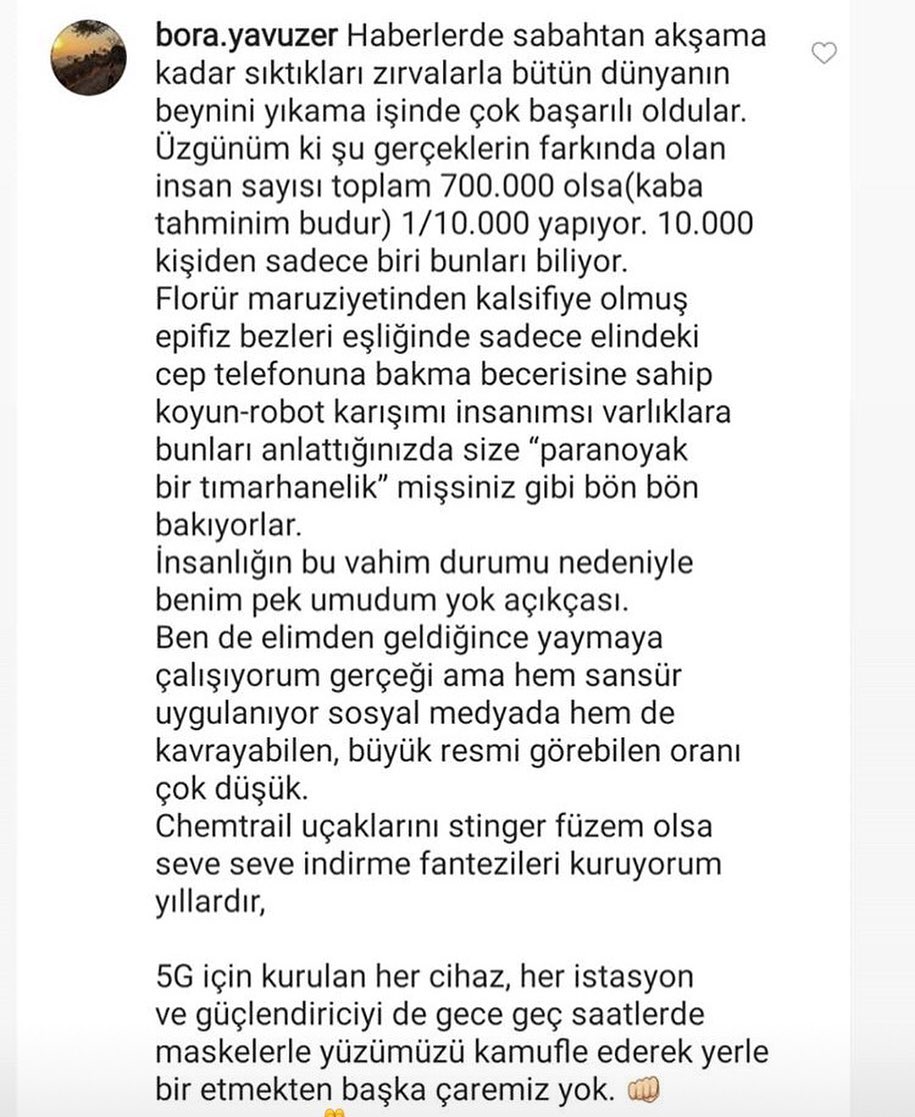 bora.yavuzer Haberlerde sabahtan akşama
kadar sıktıkları zırvalarla bütün dünyanın
beynini yıkama işinde çok başarılı oldular.
Üzgünüm ki şu gerçeklerin farkında olan
insan sayısı toplam 700.000 olsa(kaba
tahminim budur) 1/10.000 yapıyor. 10.000
kişiden sadece biri bunları biliyor.
Florür maruziyetinden kalsifiye olmuş
epifiz bezleri eşliğinde sadece elindeki
cep telefonuna bakma becerisine sahip
koyun-robot karışımı insanımsı varlıklara
bunları anlattığınızda size “paranoyak
bir tımarhanelik” mişsiniz gibi bön bön
bakıyorlar.
İnsanlığın bu vahim durumu nedeniyle
benim pek umudum yok açıkçası.
Ben de elimden geldiğince yaymaya
çalışıyorum gerçeği ama hem sansür
uygulanıyor sosyal medyada hem de
kavrayabilen, büyük resmi görebilen oranı
çok düşük.
Chemtrail uçaklarını stinger füzem olsa
seve seve indirme fantezileri kuruyorum
yıllardır,
5G için kurulan her cihaz, her istasyon
ve güçlendiriciyi de gece geç saatlerde
maskelerle yüzümüzü kamufle ederek yerle
bir etmekten başka çaremiz yok. 👊🏻